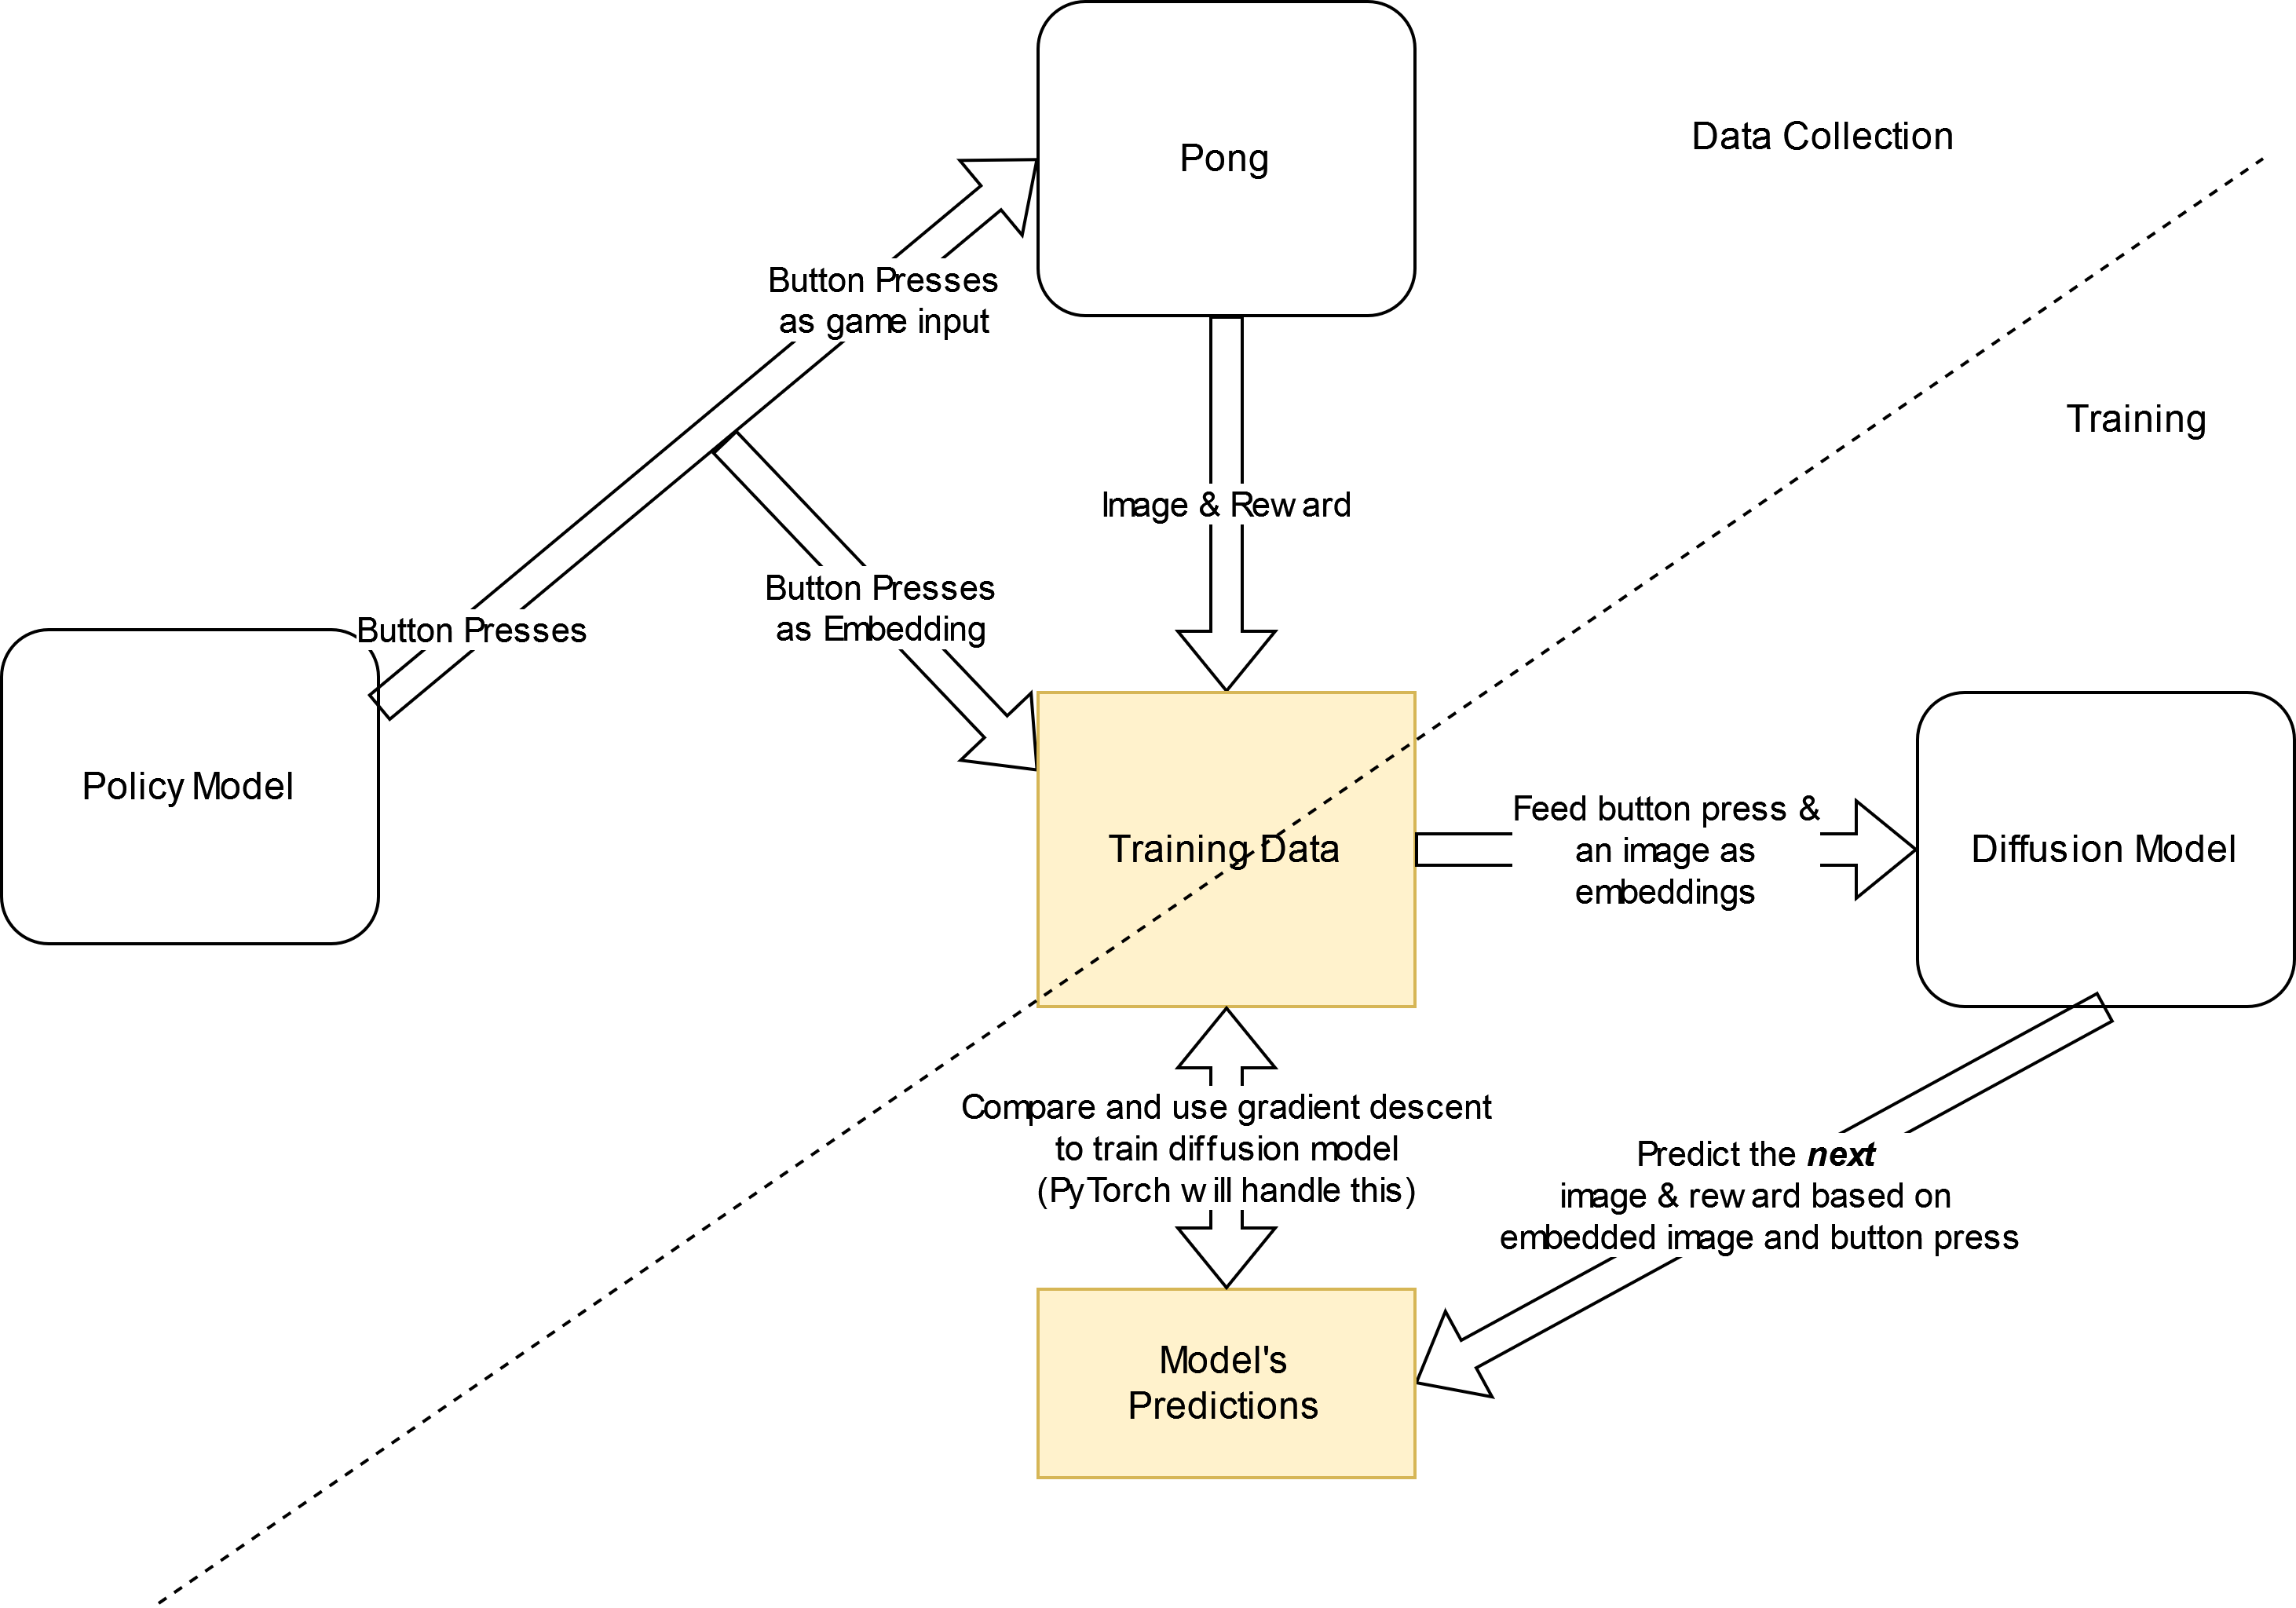 Pong
Data Collection
Button Presses
as game input
Training
Image & Reward
Button Presses
as Embedding
Button Presses
Policy Model
Training Data
Feed button press &
an image as
embeddings
Diffusion Model
Compare and use gradient descent
to train diffusion model
(PyTorch will handle this)
Predict the next
image & reward based on
embedded image and button press
Model's
Predictions